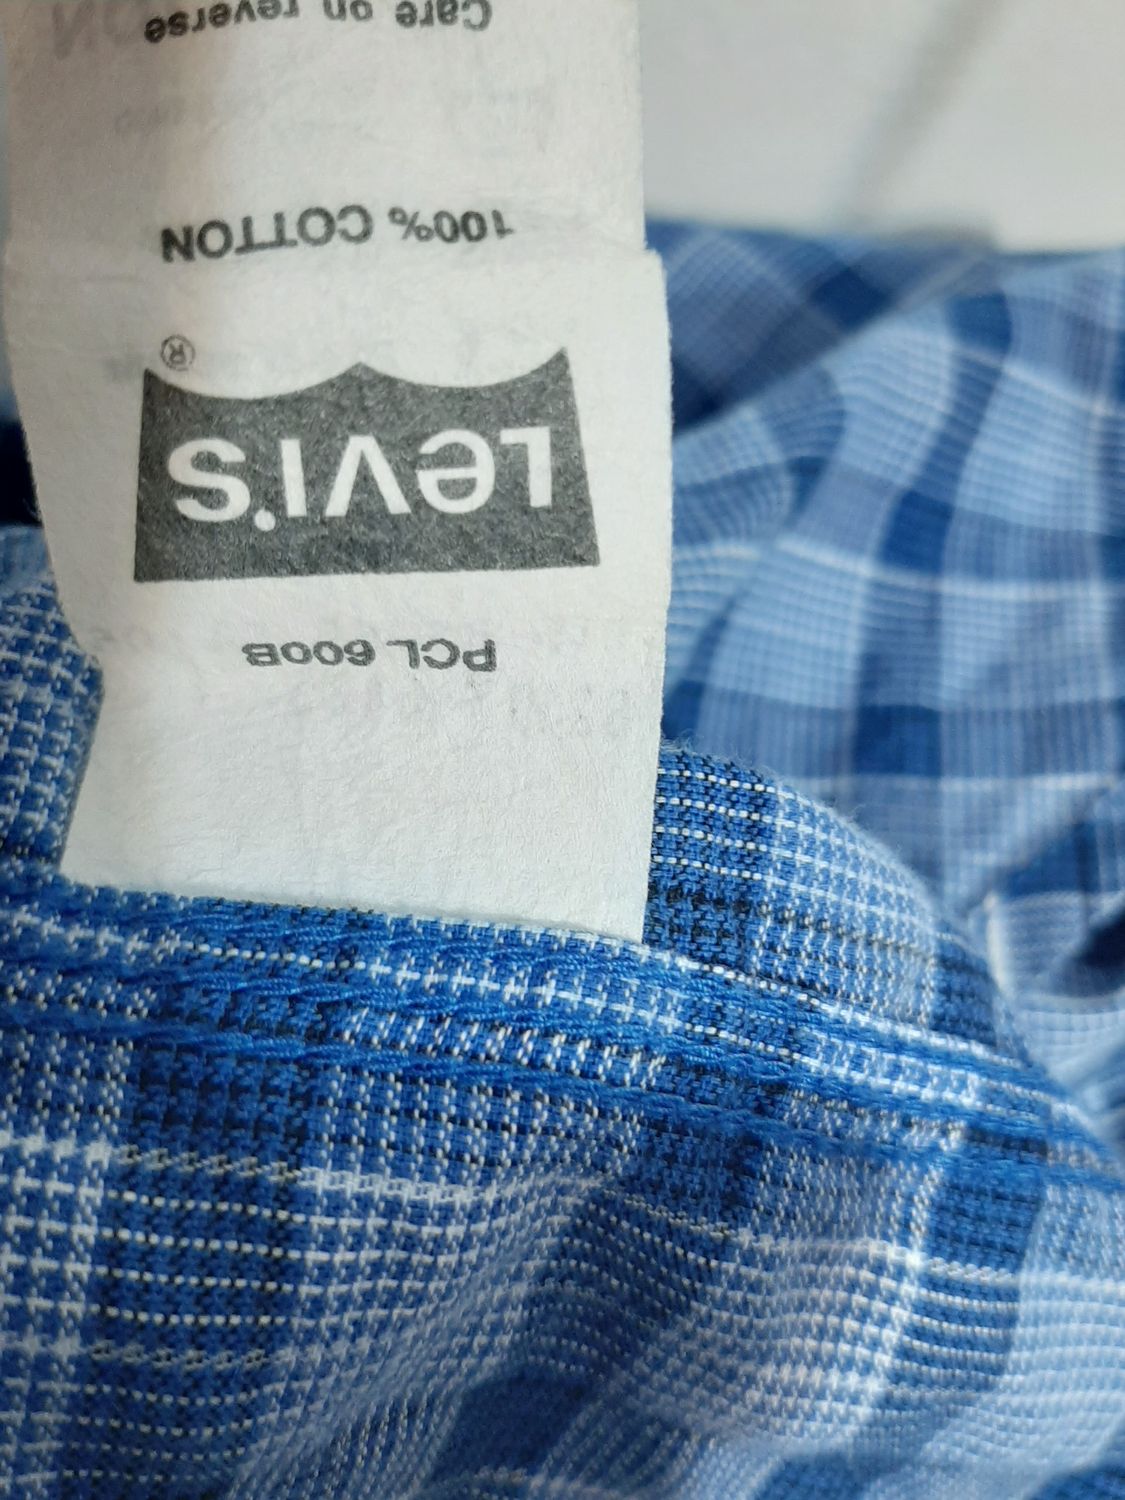 PCL 600B
LEVI'S
®
100% COTTON
Care on reverse